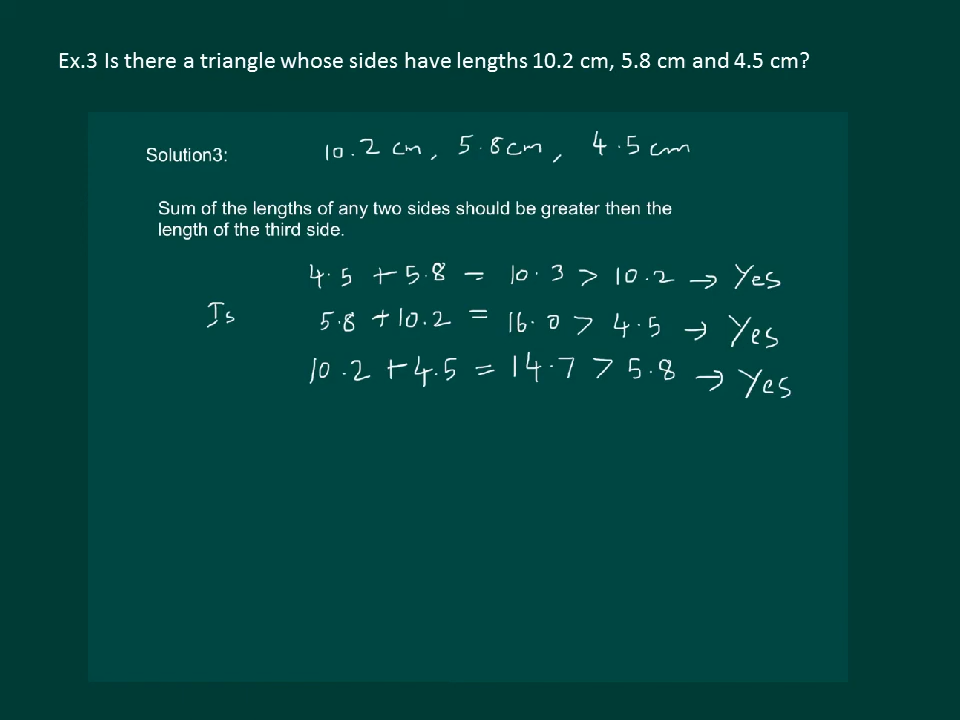 Ex.3 Is there a triangle whose sides have lengths 10.2 cm, 5.8 cm and 4.5 cm?
Solution3: 10.2 cm, 5.8cm, 4.5cm
Sum of the lengths of any two sides should be greater then the
length of the third side.
4.5 + 5.8 = 10.3 > 10.2 → Yes
Is 5.8 + 10.2 = 16.0 > 4.5 → Yes
10.2 + 4.5 = 14.7 > 5.8 → Yes